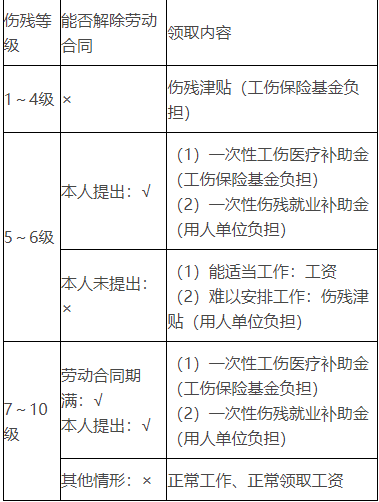 伤残等级
能否解除劳动合同
领取内容
1～4级
×
伤残津贴（工伤保险基金负担）
5～6级
本人提出：√
（1）一次性工伤医疗补助金
（工伤保险基金负担）
（2）一次性伤残就业补助金
（用人单位负担）
本人未提出：
×
（1）能适当工作：工资
（2）难以安排工作：伤残津贴（用人单位负担）
7～10级
劳动合同期满：√
本人提出：√
（1）一次性工伤医疗补助金
（工伤保险基金负担）
（2）一次性伤残就业补助金
（用人单位负担）
其他情形：×
正常工作、正常领取工资